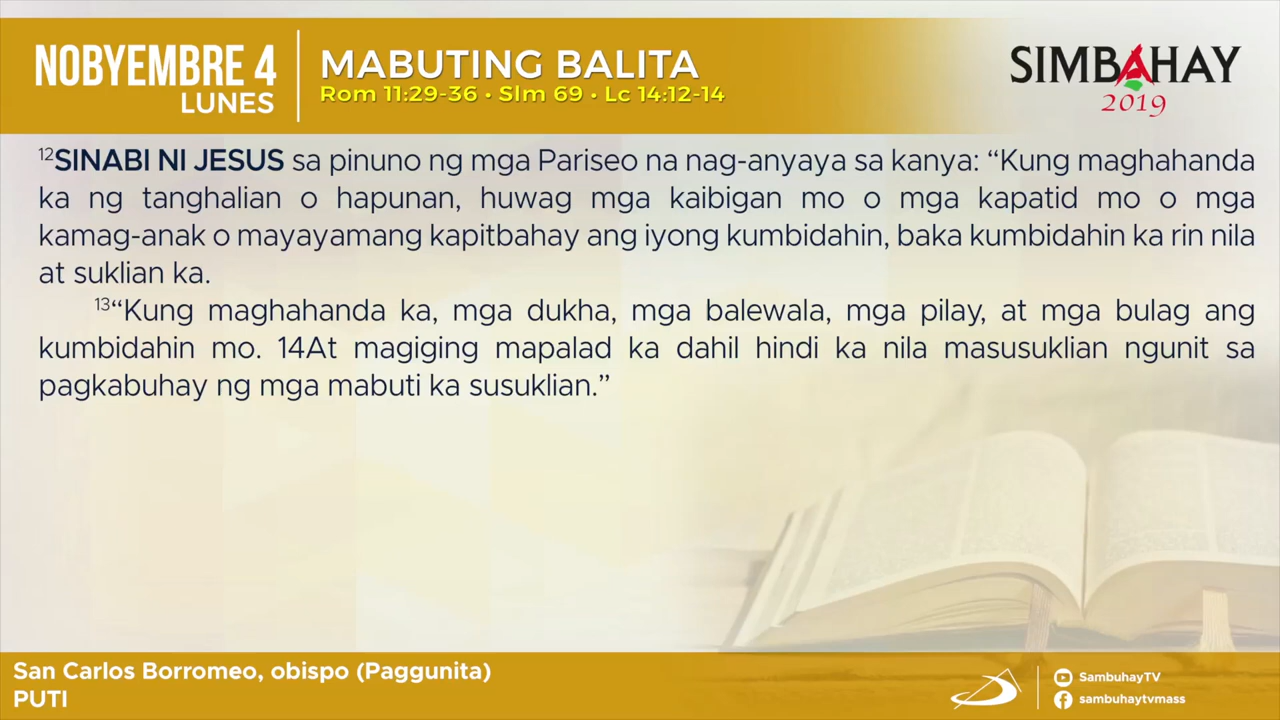 NOBYEMBRE 4
LUNES
MABUTING BALITA
Rom 11:29-36 • Slm 69 • Lc 14:12-14
SIMBAHAY
2019
12SINABI NI JESUS sa pinuno ng mga Pariseo na nag-anyaya sa kanya: “Kung maghahanda
ka ng tanghalian o hapunan, huwag mga kaibigan mo o mga kapatid mo o mga
kamag-anak o mayayamang kapitbahay ang iyong kumbidahin, baka kumbidahin ka rin nila
at suklian ka.
13“Kung maghahanda ka, mga dukha, mga balewala, mga pilay, at mga bulag ang
kumbidahin mo. 14At magiging mapalad ka dahil hindi ka nila masusuklian ngunit sa
pagkabuhay ng mga mabuti ka susuklian.”
San Carlos Borromeo, obispo (Paggunita)
PUTI
SambuhayTV
sambuhaytvmass